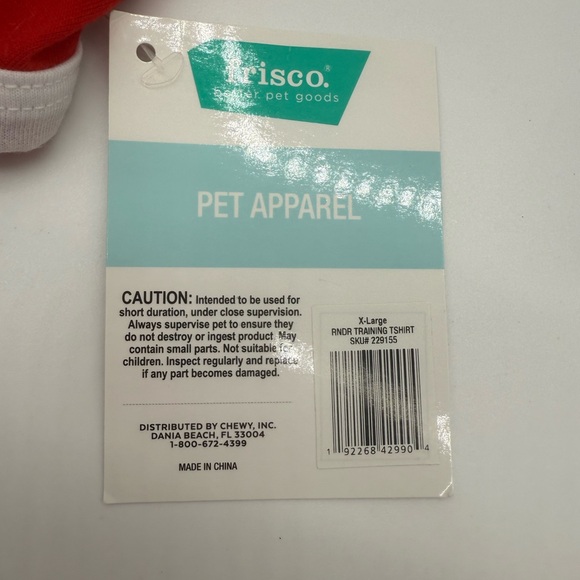 frisco.
better pet goods
PET APPAREL
CAUTION: Intended to be used for
short duration, under close supervision.
Always supervise pet to ensure they
do not destroy or ingest product. May
contain small parts. Not suitable for
children. Inspect regularly and replace
if any part becomes damaged.
DISTRIBUTED BY CHEWY, INC.
DANIA BEACH, FL 33004
1-800-672-4399
MADE IN CHINA
X-Large
RNDR TRAINING TSHIRT
SKU# 229155
1 92268 42990 4